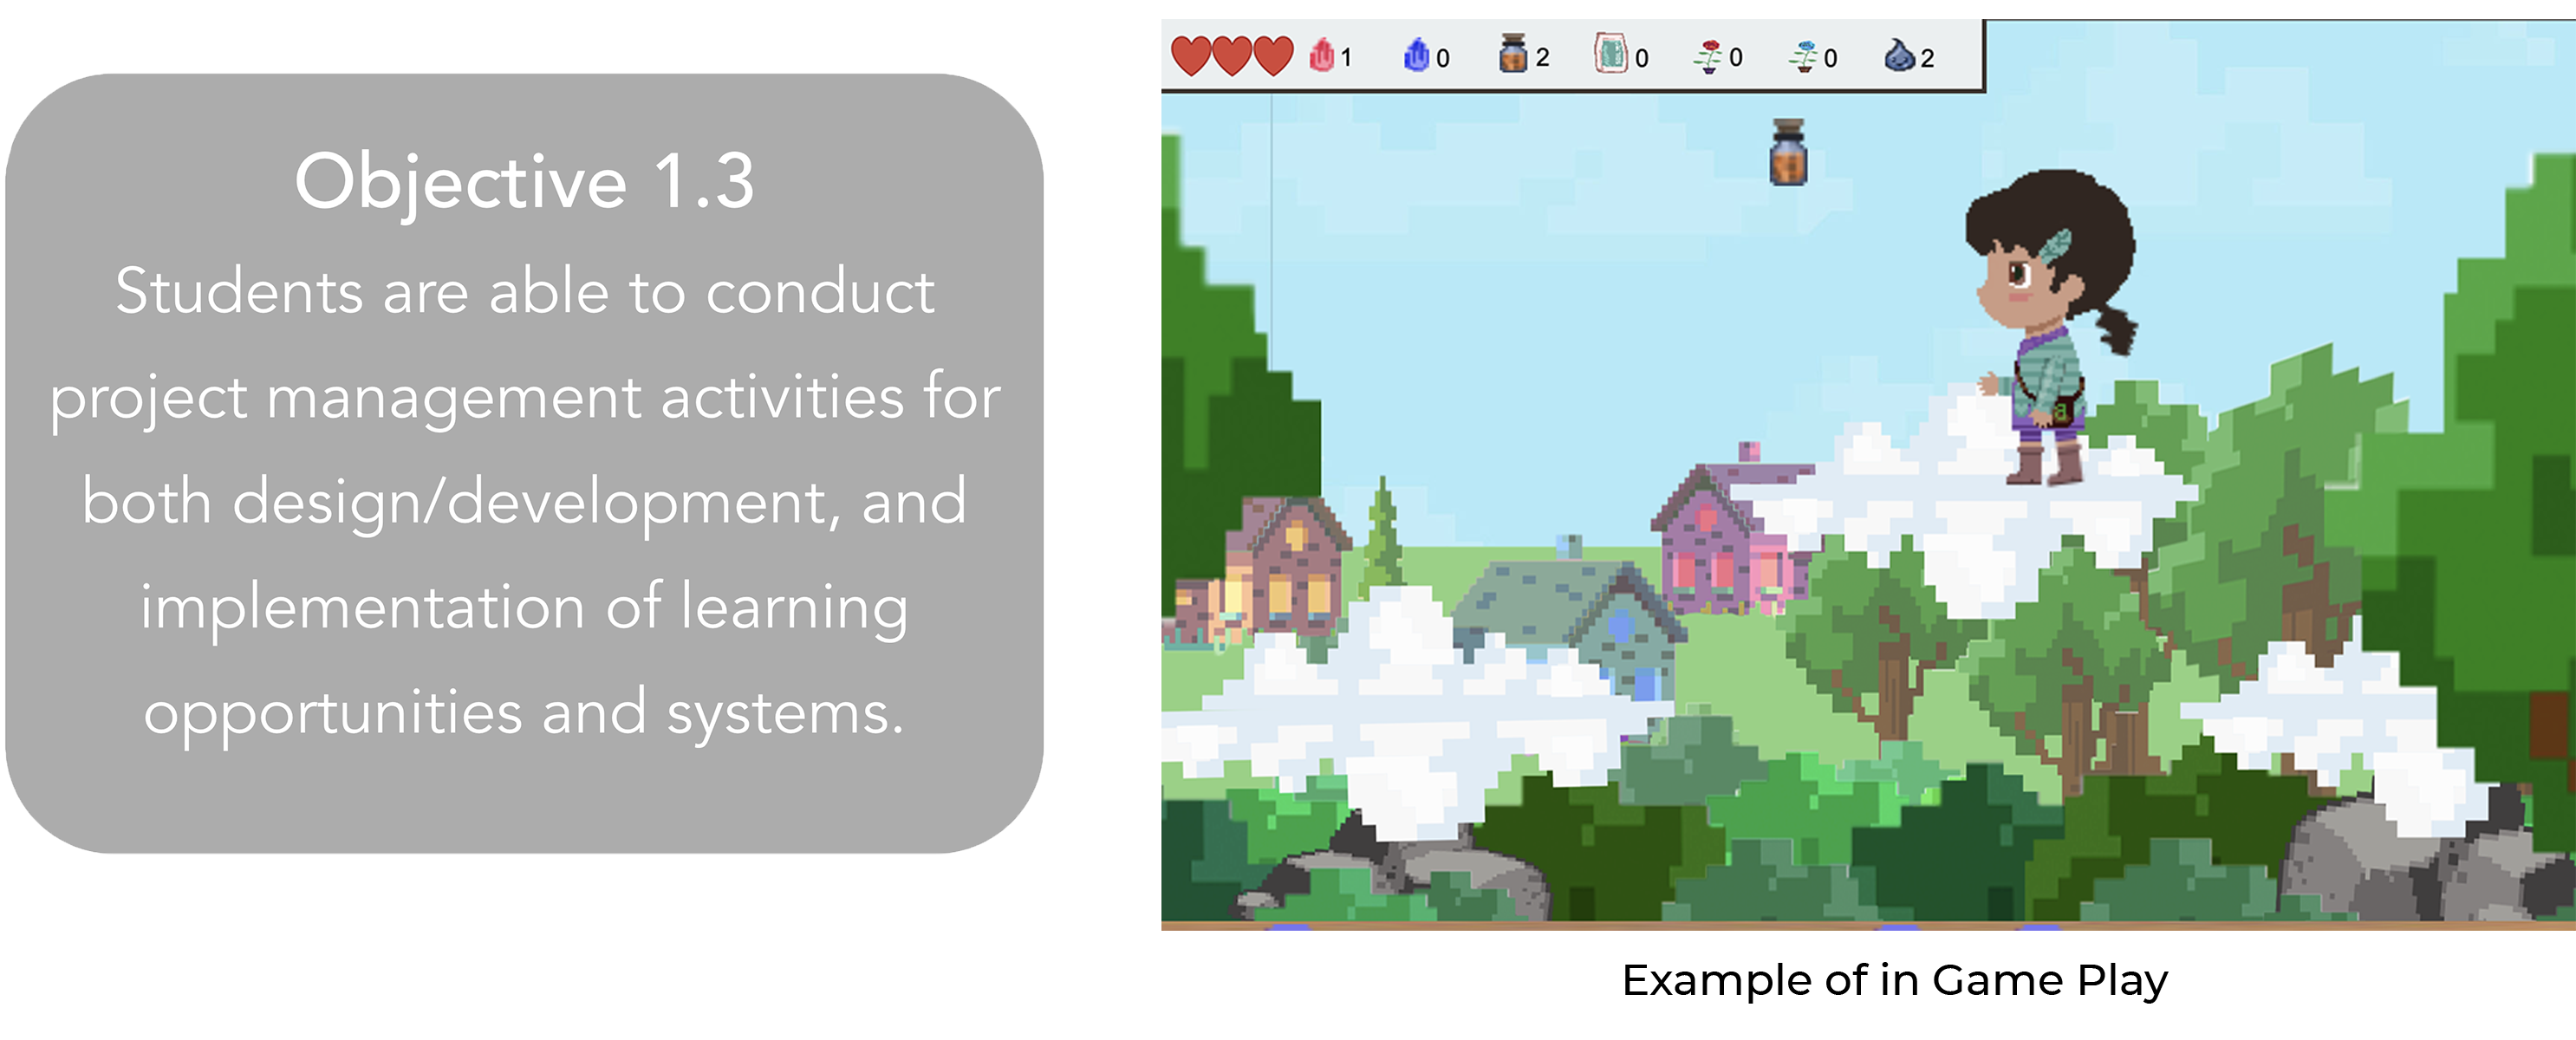 Objective 1.3
Students are able to conduct
project management activities for
both design/development, and
implementation of learning
opportunities and systems.
1 0 2 0 0 0 2
a
Example of in Game Play